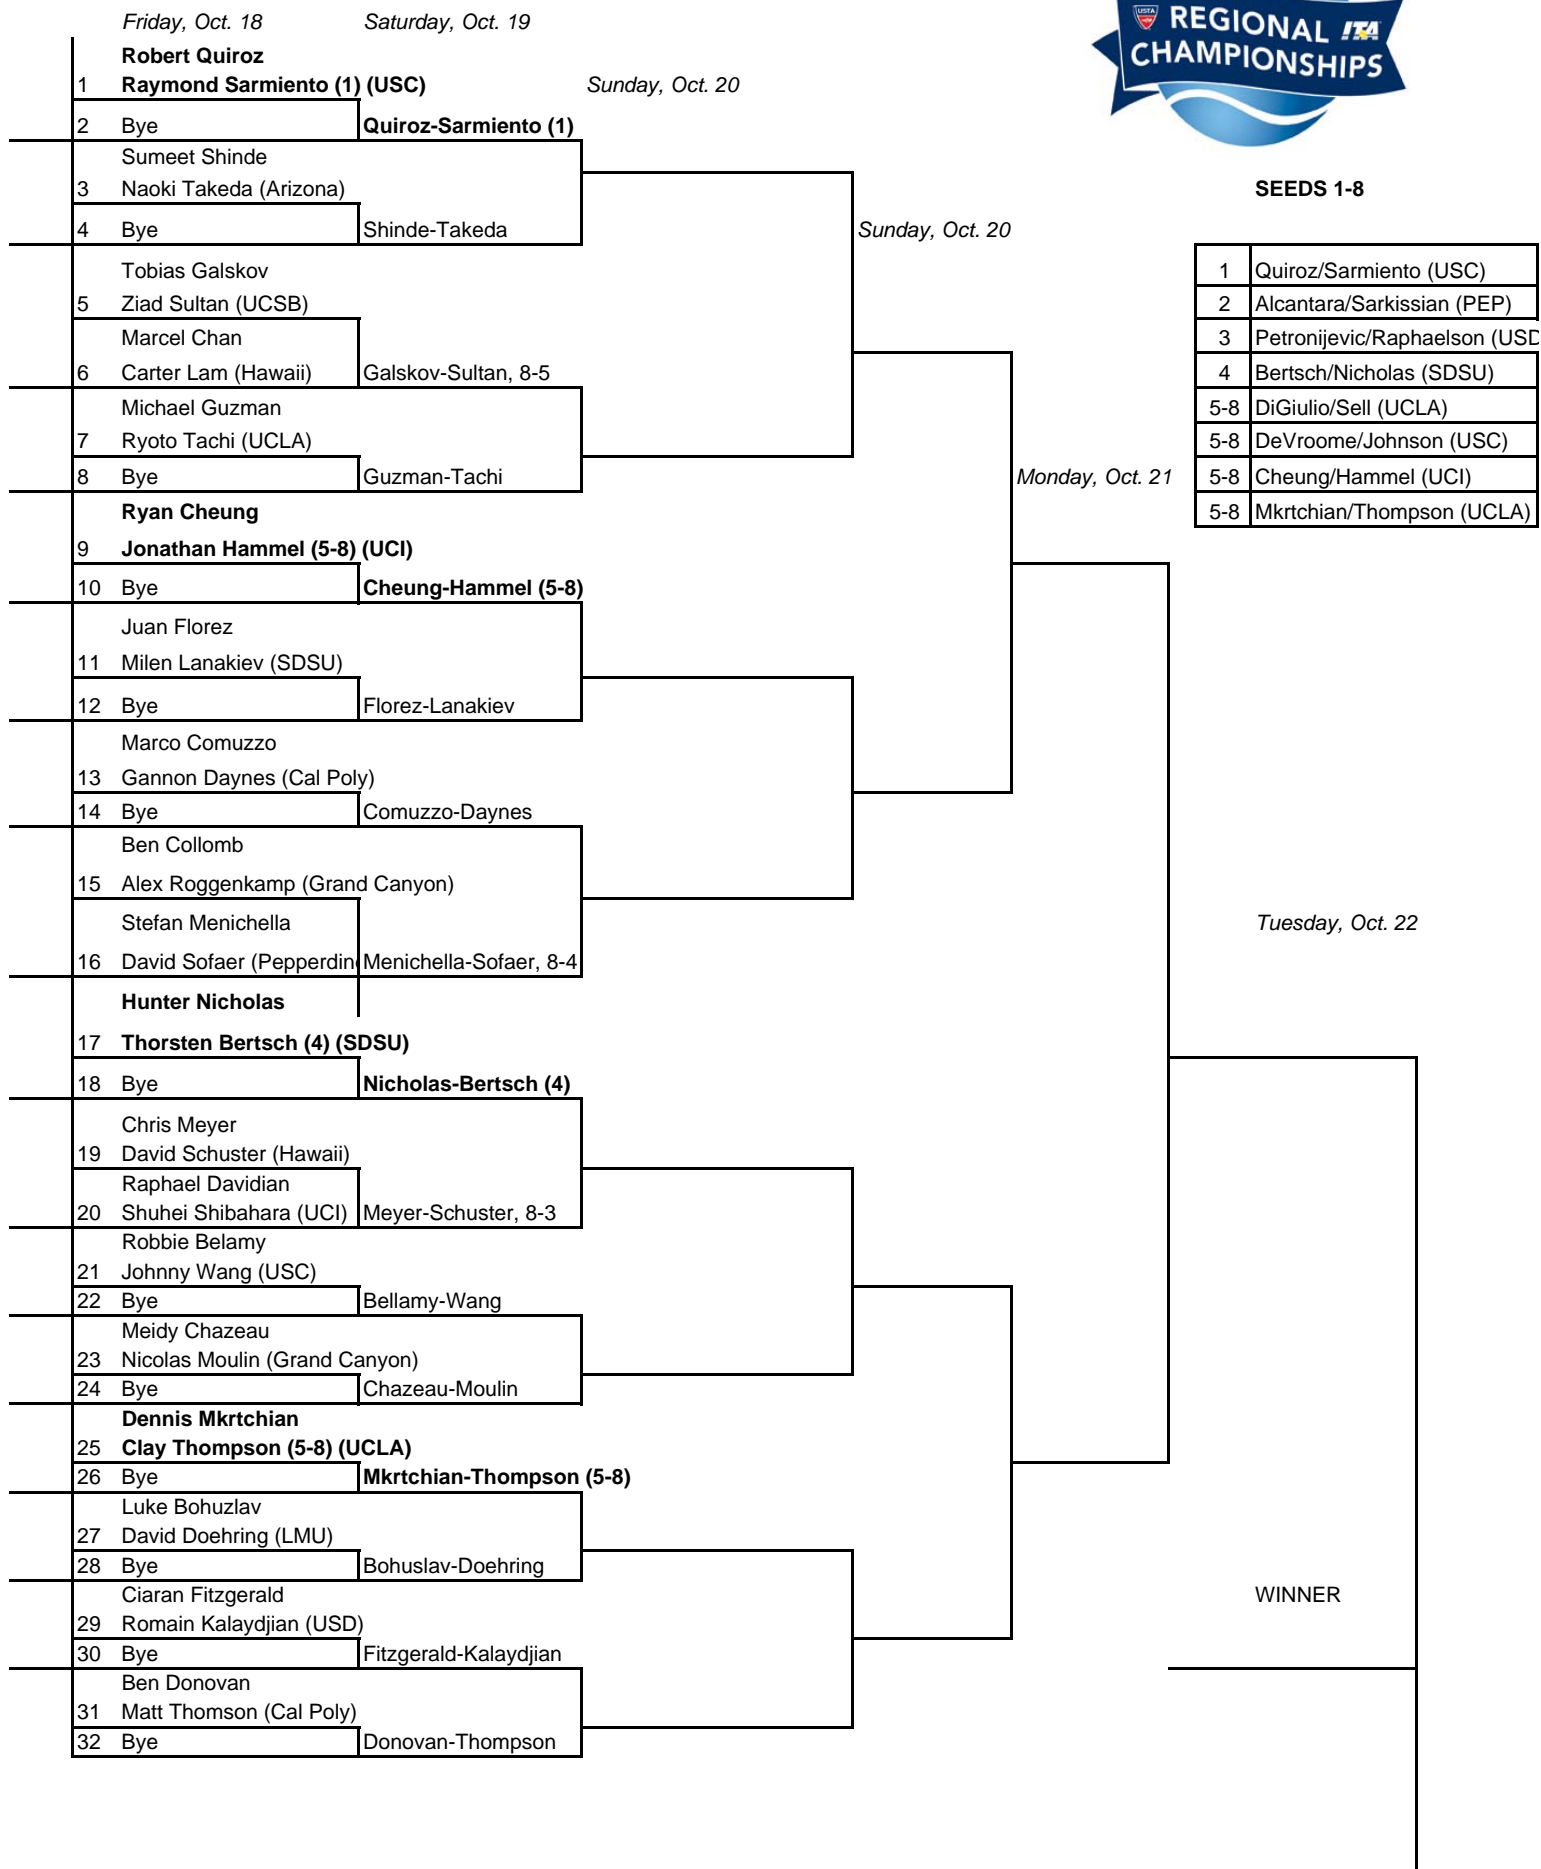 Friday, Oct. 18
Saturday, Oct. 19
USTA
REGIONAL ITA
CHAMPIONSHIPS
Robert Quiroz
1 Raymond Sarmiento (1) (USC)
Sunday, Oct. 20
2 Bye
Quiroz-Sarmiento (1)
Sumeet Shinde
3 Naoki Takeda (Arizona)
SEEDS 1-8
4 Bye
Shinde-Takeda
Sunday, Oct. 20
Tobias Galskov
1 Quiroz/Sarmiento (USC)
5 Ziad Sultan (UCSB)
2 Alcantara/Sarkissian (PEP)
Marcel Chan
3 Petronijevic/Raphaelson (USD
6 Carter Lam (Hawaii)
Galskov-Sultan, 8-5
4 Bertsch/Nicholas (SDSU)
Michael Guzman
5-8 DiGiulio/Sell (UCLA)
7 Ryoto Tachi (UCLA)
5-8 DeVroome/Johnson (USC)
8 Bye
Guzman-Tachi
Monday, Oct. 21
5-8 Cheung/Hammel (UCI)
Ryan Cheung
5-8 Mkrtchian/Thompson (UCLA)
9 Jonathan Hammel (5-8) (UCI)
10 Bye
Cheung-Hammel (5-8)
Juan Florez
11 Milen Lanakiev (SDSU)
12 Bye
Florez-Lanakiev
Marco Comuzzo
13 Gannon Daynes (Cal Poly)
14 Bye
Comuzzo-Daynes
Ben Collomb
15 Alex Roggenkamp (Grand Canyon)
Stefan Menichella
Tuesday, Oct. 22
16 David Sofaer (Pepperdin
Menichella-Sofaer, 8-4
Hunter Nicholas
17 Thorsten Bertsch (4) (SDSU)
18 Bye
Nicholas-Bertsch (4)
Chris Meyer
19 David Schuster (Hawaii)
Raphael Davidian
20 Shuhei Shibahara (UCI)
Meyer-Schuster, 8-3
Robbie Belamy
21 Johnny Wang (USC)
22 Bye
Bellamy-Wang
Meidy Chazeau
23 Nicolas Moulin (Grand Canyon)
24 Bye
Chazeau-Moulin
Dennis Mkrtchian
25 Clay Thompson (5-8) (UCLA)
26 Bye
Mkrtchian-Thompson (5-8)
Luke Bohuzlav
27 David Doehring (LMU)
28 Bye
Bohuslav-Doehring
Ciaran Fitzgerald
WINNER
29 Romain Kalaydjian (USD)
30 Bye
Fitzgerald-Kalaydjian
Ben Donovan
31 Matt Thomson (Cal Poly)
32 Bye
Donovan-Thompson